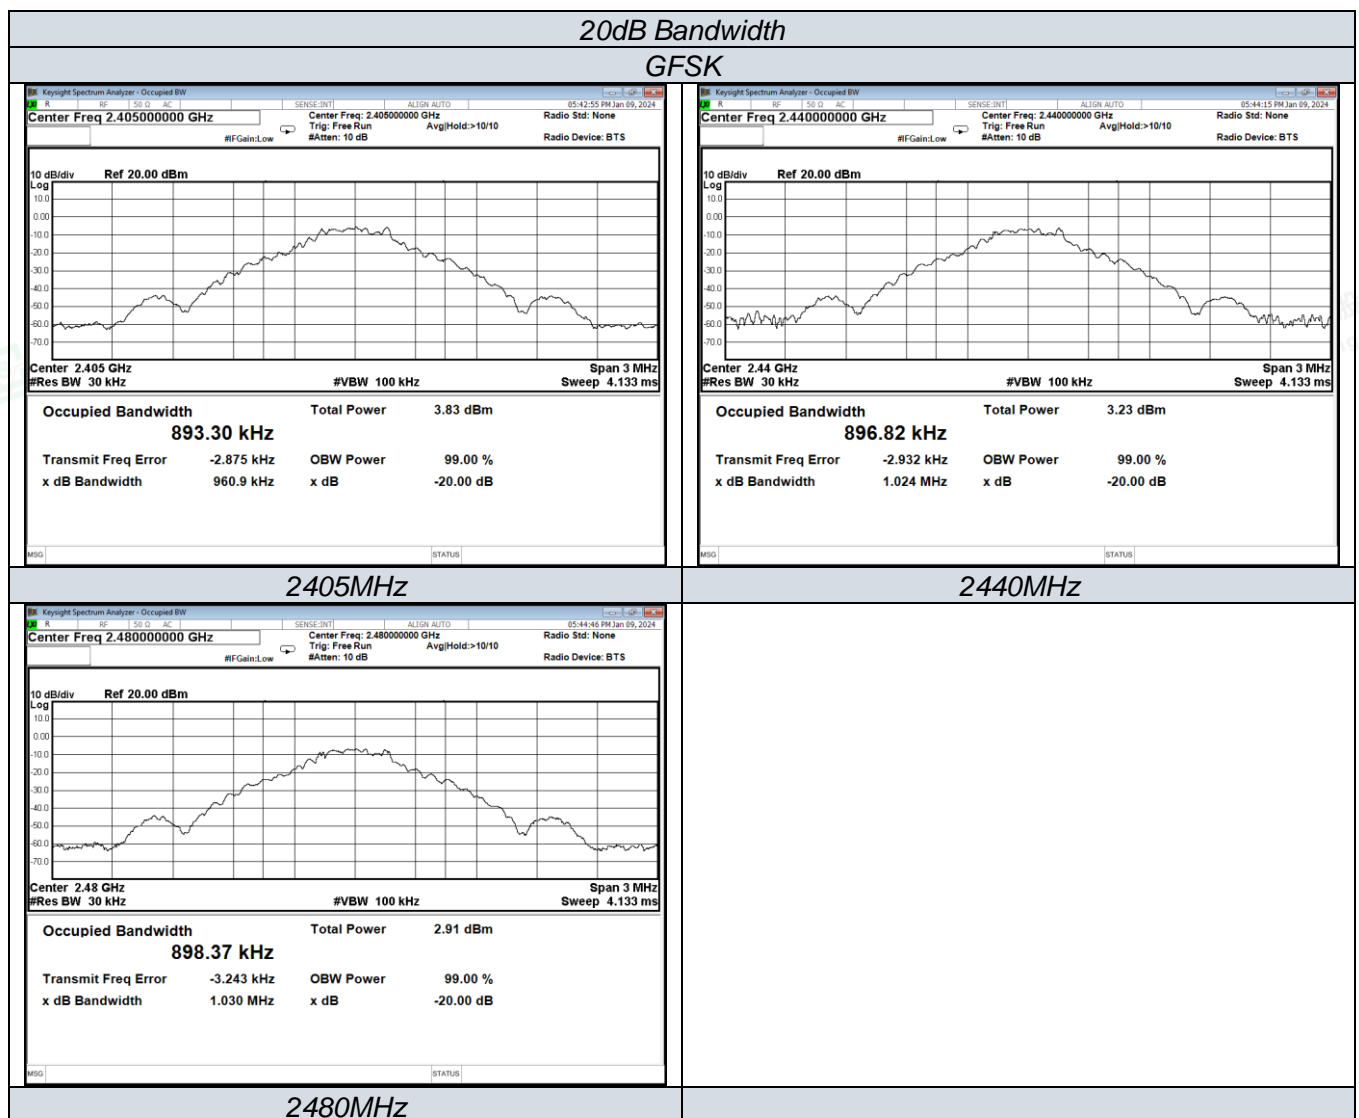 20dB Bandwidth
GFSK
Keysight Spectrum Analyzer - Occupied BW
R RF 50 Ω AC SENSE:INT ALIGN AUTO 05:42:55 PM Jan 09, 2024
Center Freq 2.405000000 GHz Center Freq: 2.405000000 GHz Radio Std: None
Trig: Free Run Avg|Hold:>10/10
#IFGain:Low #Atten: 10 dB Radio Device: BTS
10 dB/div Ref 20.00 dBm
Log
10.0
0.00
-10.0
-20.0
-30.0
-40.0
-50.0
-60.0
-70.0
Center 2.405 GHz Span 3 MHz
#Res BW 30 kHz #VBW 100 kHz Sweep 4.133 ms
Occupied Bandwidth Total Power 3.83 dBm
893.30 kHz
Transmit Freq Error -2.875 kHz OBW Power 99.00 %
x dB Bandwidth 960.9 kHz x dB -20.00 dB
MSG STATUS
2405MHz
Keysight Spectrum Analyzer - Occupied BW
R RF 50 Ω AC SENSE:INT ALIGN AUTO 05:44:15 PM Jan 09, 2024
Center Freq 2.440000000 GHz Center Freq: 2.440000000 GHz Radio Std: None
Trig: Free Run Avg|Hold:>10/10
#IFGain:Low #Atten: 10 dB Radio Device: BTS
10 dB/div Ref 20.00 dBm
Log
10.0
0.00
-10.0
-20.0
-30.0
-40.0
-50.0
-60.0
-70.0
Center 2.44 GHz Span 3 MHz
#Res BW 30 kHz #VBW 100 kHz Sweep 4.133 ms
Occupied Bandwidth Total Power 3.23 dBm
896.82 kHz
Transmit Freq Error -2.932 kHz OBW Power 99.00 %
x dB Bandwidth 1.024 MHz x dB -20.00 dB
MSG STATUS
2440MHz
Keysight Spectrum Analyzer - Occupied BW
R RF 50 Ω AC SENSE:INT ALIGN AUTO 05:44:46 PM Jan 09, 2024
Center Freq 2.480000000 GHz Center Freq: 2.480000000 GHz Radio Std: None
Trig: Free Run Avg|Hold:>10/10
#IFGain:Low #Atten: 10 dB Radio Device: BTS
10 dB/div Ref 20.00 dBm
Log
10.0
0.00
-10.0
-20.0
-30.0
-40.0
-50.0
-60.0
-70.0
Center 2.48 GHz Span 3 MHz
#Res BW 30 kHz #VBW 100 kHz Sweep 4.133 ms
Occupied Bandwidth Total Power 2.91 dBm
898.37 kHz
Transmit Freq Error -3.243 kHz OBW Power 99.00 %
x dB Bandwidth 1.030 MHz x dB -20.00 dB
MSG STATUS
2480MHz